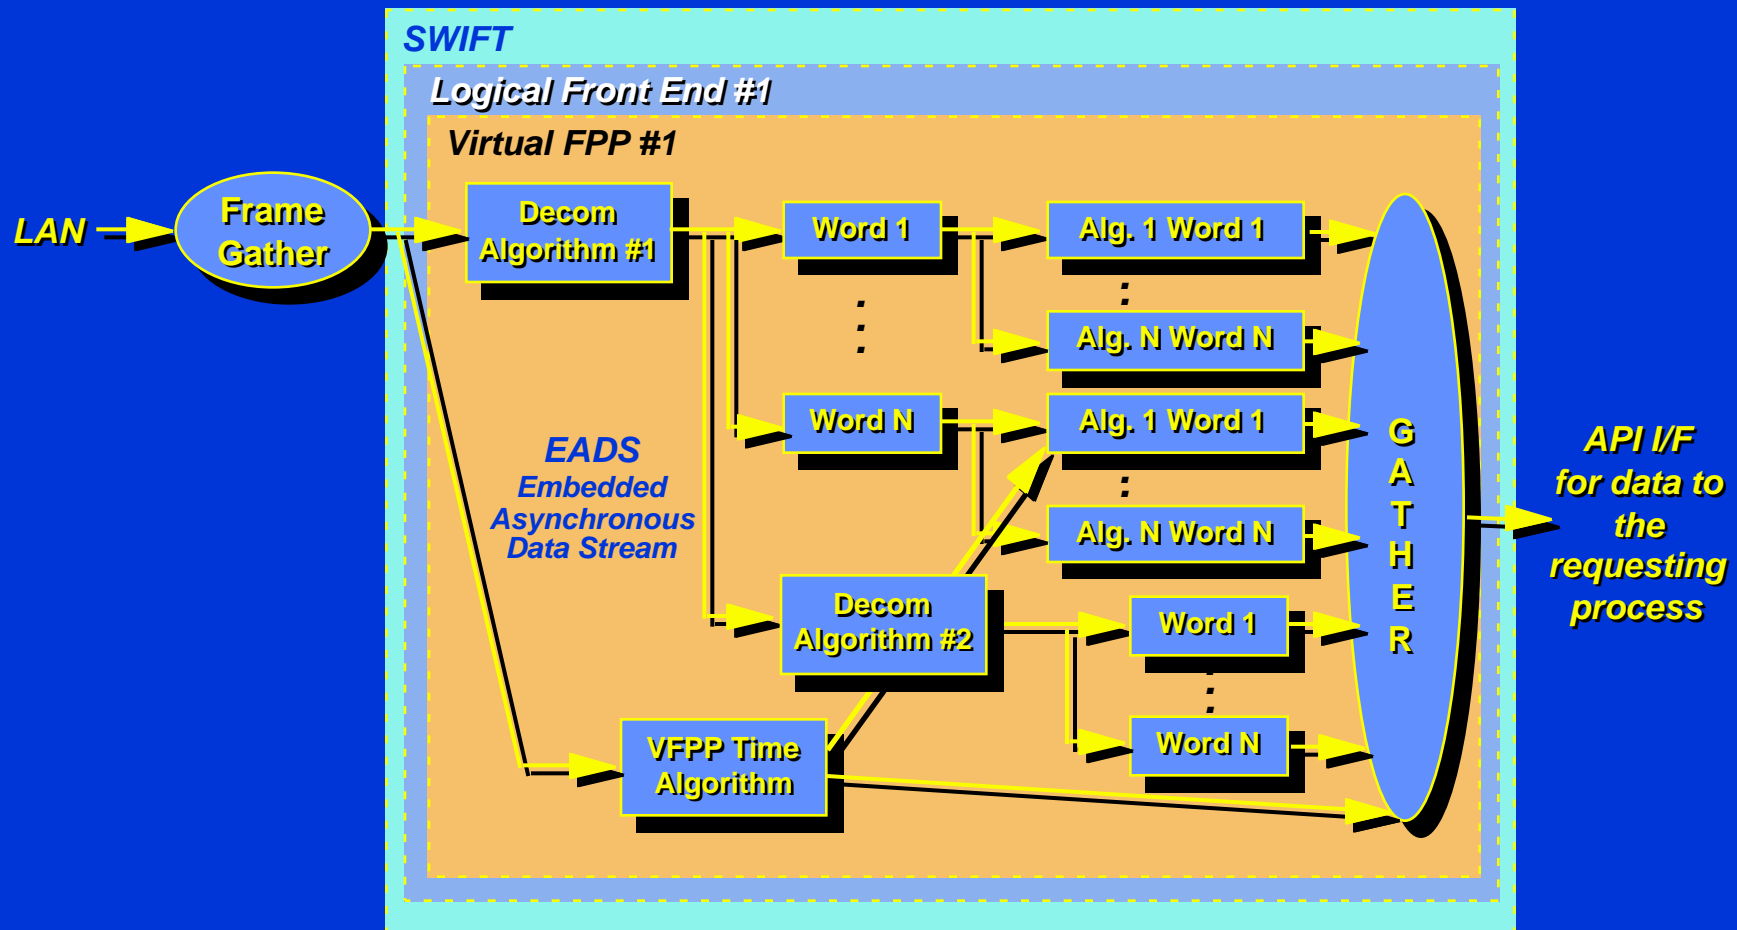 SWIFT
Logical Front End #1
Virtual FPP #1
LAN
Frame
Gather
Decom
Algorithm #1
Word 1
Alg. 1 Word 1
:
Alg. N Word N
Word N
Alg. 1 Word 1
:
Alg. N Word N
EADS
Embedded
Asynchronous
Data Stream
Decom
Algorithm #2
Word 1
Word N
VFPP Time
Algorithm
G
A
T
H
E
R
API I/F
for data to
the
requesting
process